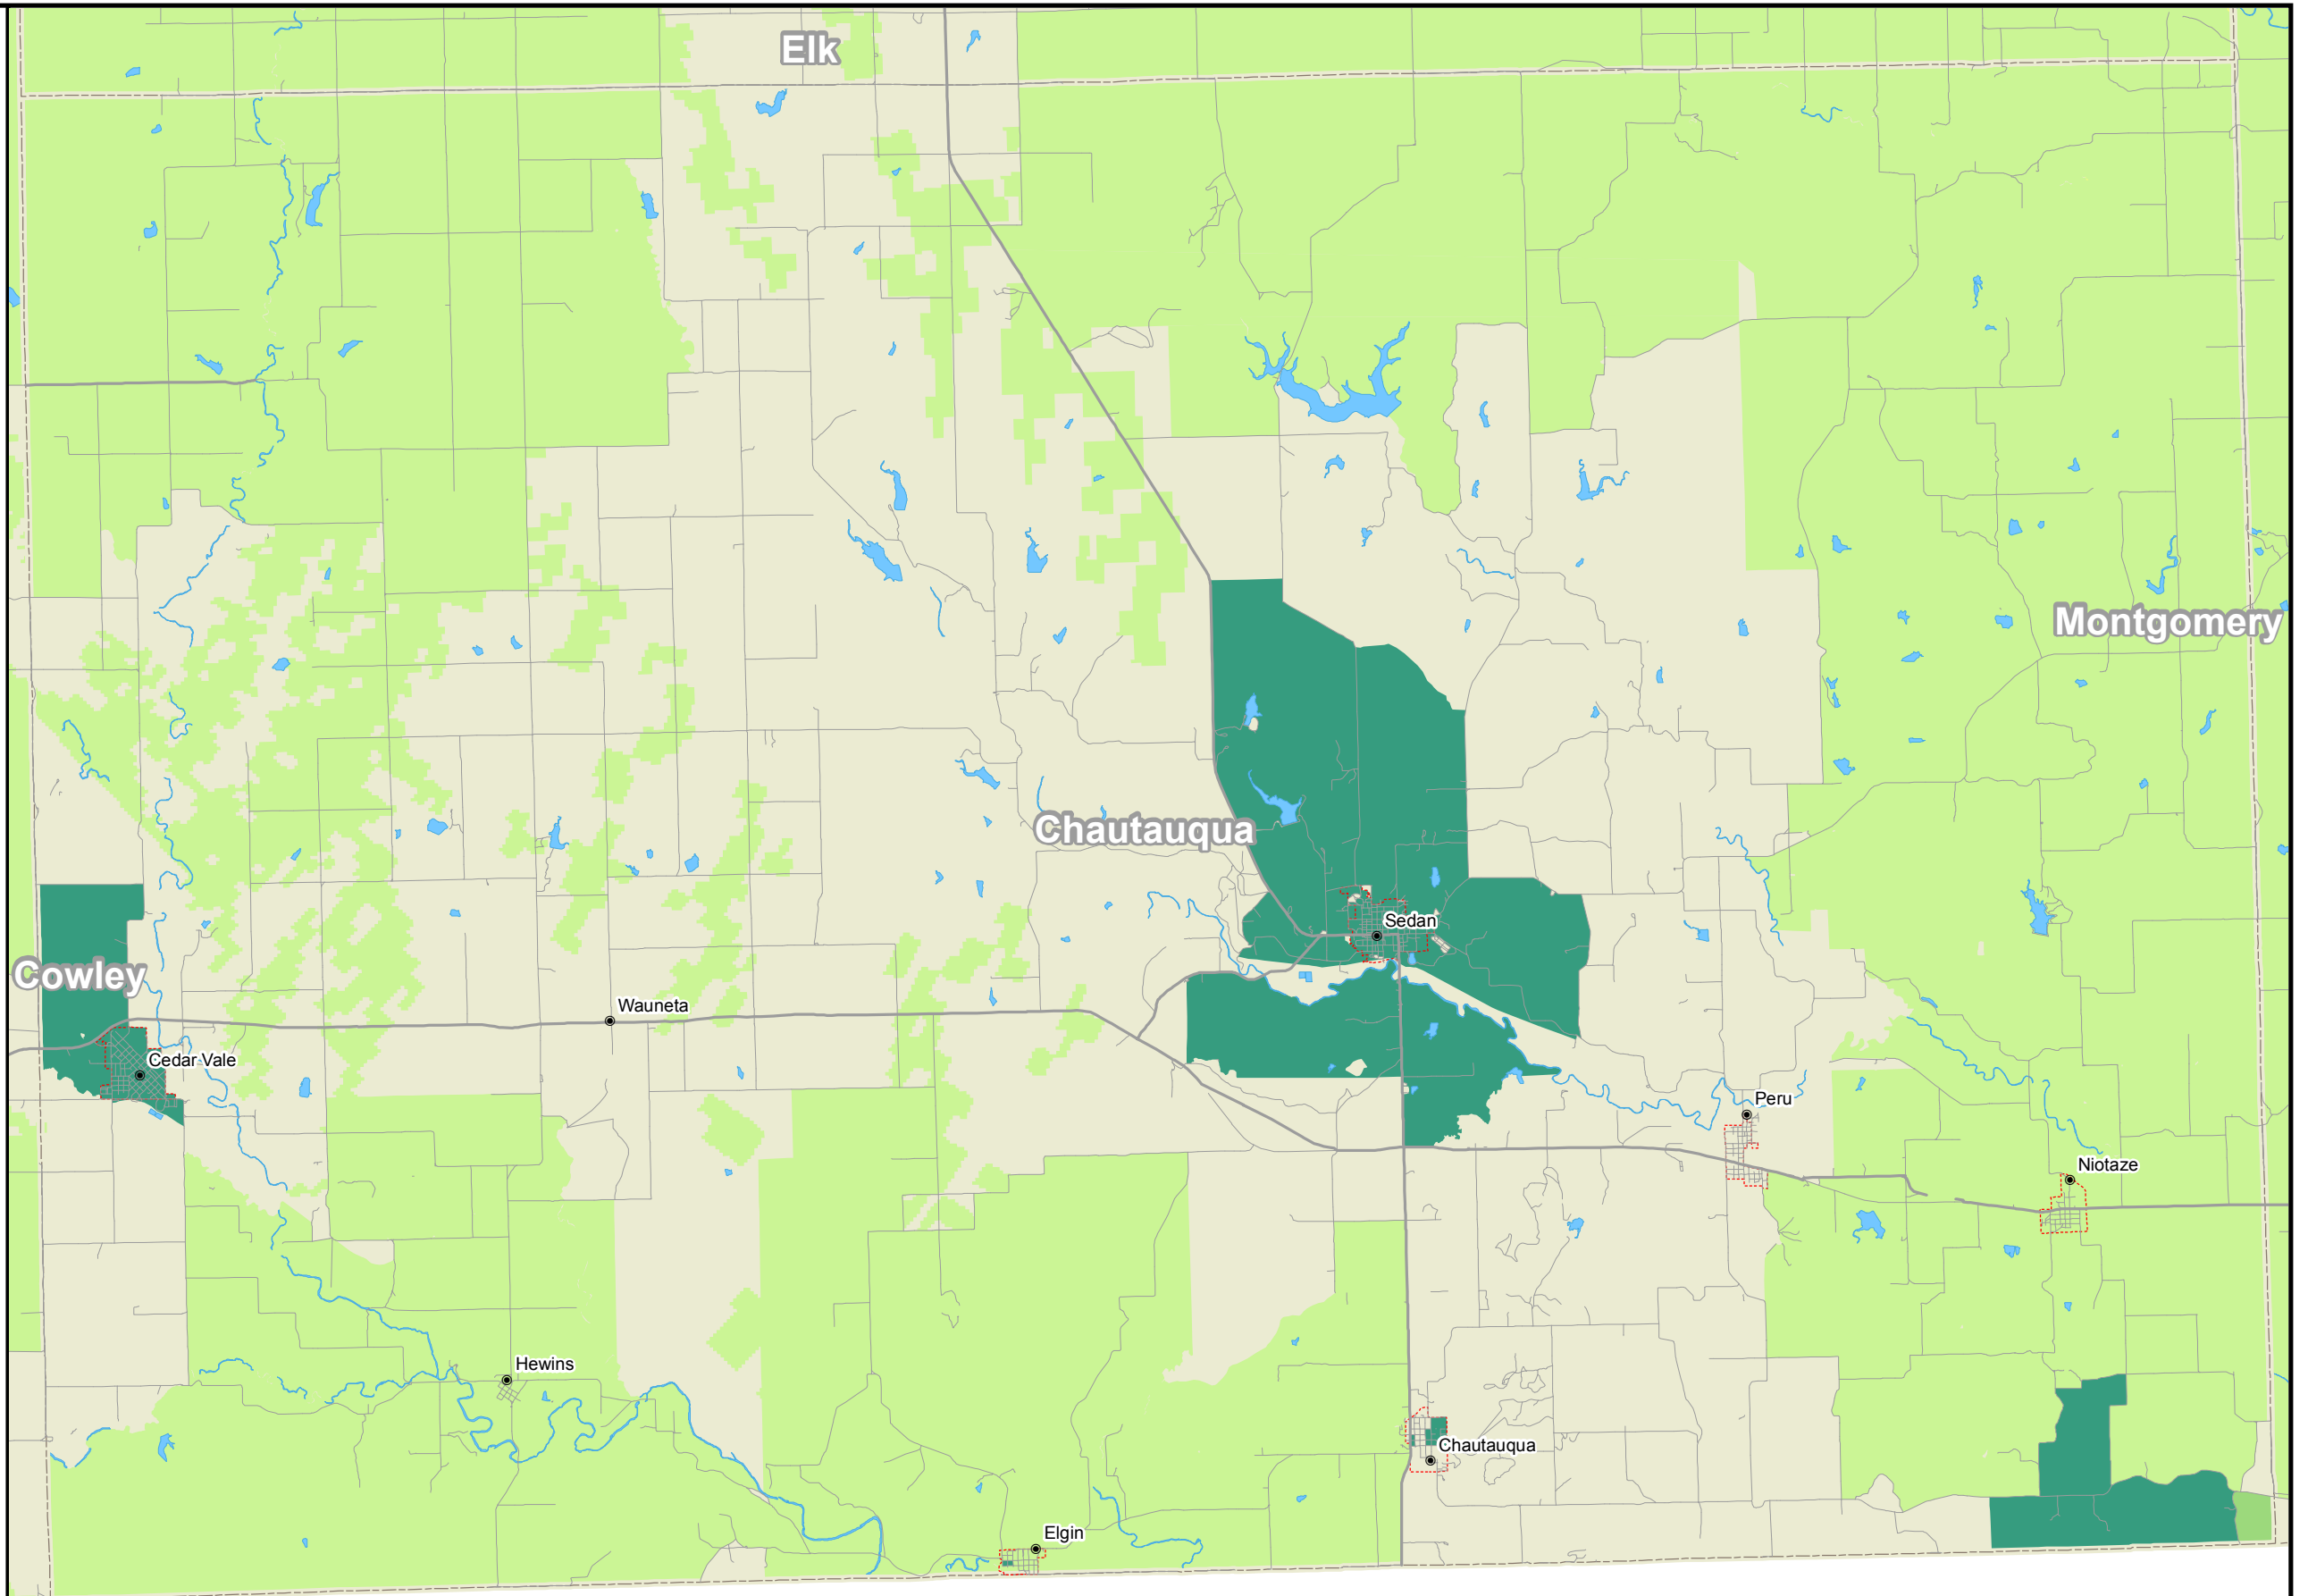 Elk
Montgomery
Chautauqua
Sedan
Cowley
Wauneta
Cedar Vale
Peru
Niotaze
Hewins
Chautauqua
Elgin